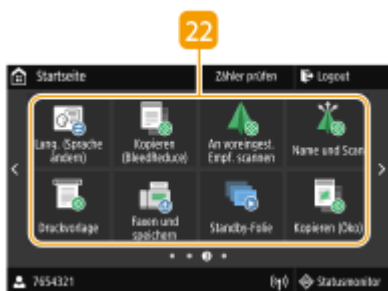 22
Startseite
Zähler prüfen
Logout
Lang. (Sprache
ändern)
Kopieren
(BleedReduce)
An voreingest.
Empf. scannen
Name und Scan
Druckvorlage
Faxen und
speichern
Standby-Folie
Kopieren (Öko)
7654321
Statusmonitor